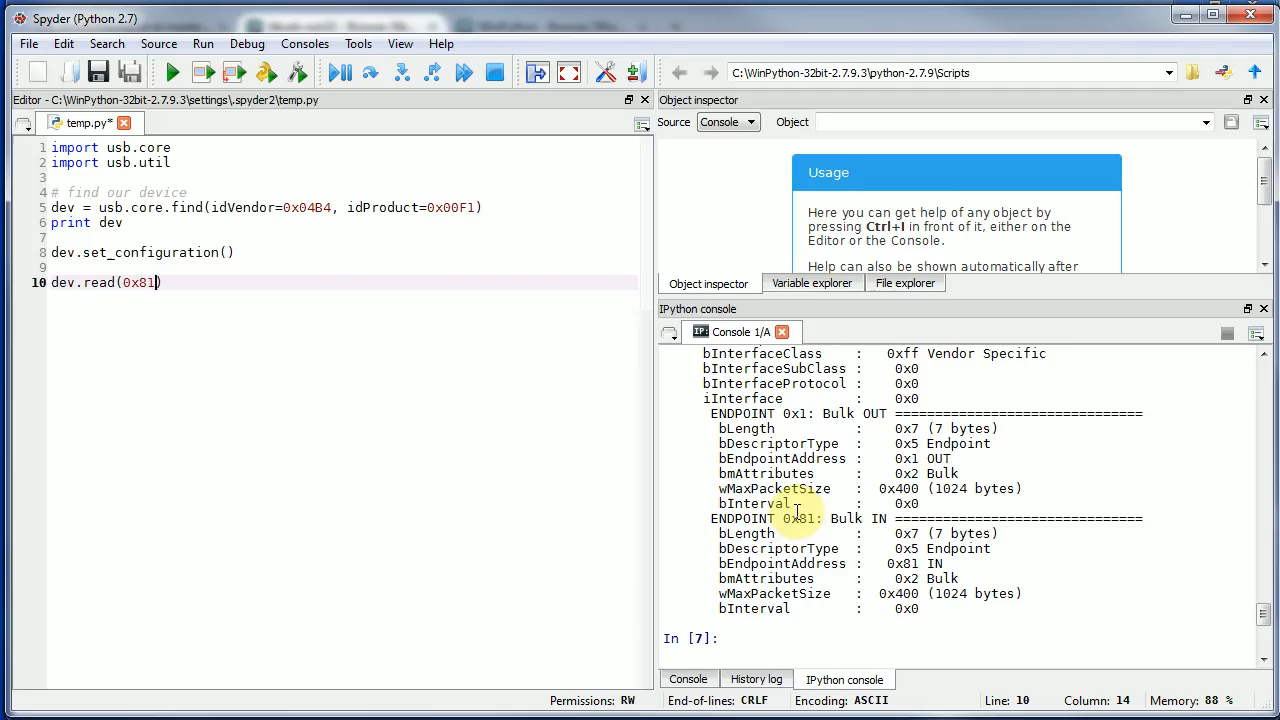 Spyder (Python 2.7)
File Edit Search Source Run Debug Consoles Tools View Help
C:\WinPython-32bit-2.7.9.3\python-2.7.9\Scripts
Editor - C:\WinPython-32bit-2.7.9.3\settings\.spyder2\temp.py
temp.py*
1 import usb.core
2 import usb.util
3
4 # find our device
5 dev = usb.core.find(idVendor=0x04B4, idProduct=0x00F1)
6 print dev
7
8 dev.set_configuration()
9
10 dev.read(0x81)
Object inspector
Source Console Object
Usage
Here you can get help of any object by
pressing Ctrl+I in front of it, either on the
Editor or the Console.
Help can also be shown automatically after
Object inspector Variable explorer File explorer
IPython console
IP: Console 1/A
bInterfaceClass : 0xff Vendor Specific
bInterfaceSubClass : 0x0
bInterfaceProtocol : 0x0
iInterface : 0x0
ENDPOINT 0x1: Bulk OUT ===============================
bLength : 0x7 (7 bytes)
bDescriptorType : 0x5 Endpoint
bEndpointAddress : 0x1 OUT
bmAttributes : 0x2 Bulk
wMaxPacketSize : 0x400 (1024 bytes)
bInterval : 0x0
ENDPOINT 0x81: Bulk IN ===============================
bLength : 0x7 (7 bytes)
bDescriptorType : 0x5 Endpoint
bEndpointAddress : 0x81 IN
bmAttributes : 0x2 Bulk
wMaxPacketSize : 0x400 (1024 bytes)
bInterval : 0x0
In [7]:
Console History log IPython console
Permissions: RW End-of-lines: CRLF Encoding: ASCII Line: 10 Column: 14 Memory: 88 %